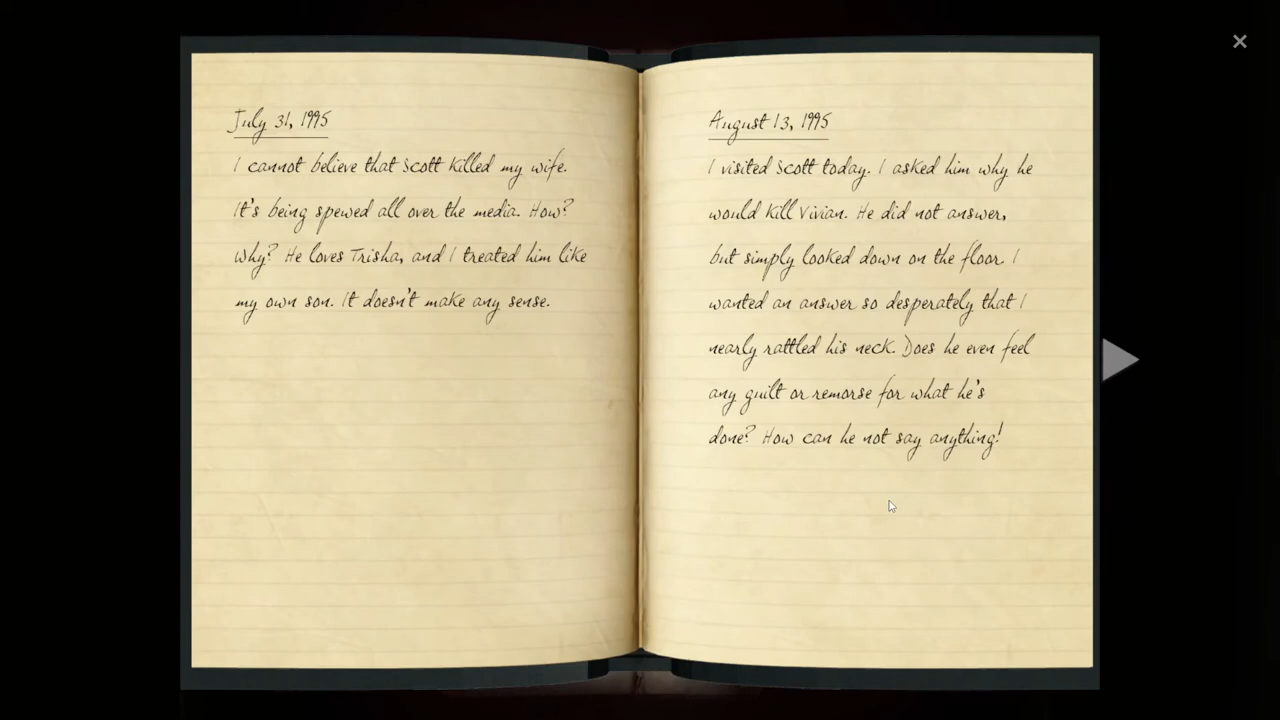 July 31, 1995
I cannot believe that Scott killed my wife.
It's being spewed all over the media. How?
Why? He loves Trisha, and I treated him like
my own son. It doesn't make any sense.
August 13, 1995
I visited Scott today. I asked him why he
would kill Vivian. He did not answer,
but simply looked down on the floor. I
wanted an answer so desperately that I
nearly rattled his neck. Does he even feel
any guilt or remorse for what he's
done? How can he not say anything!